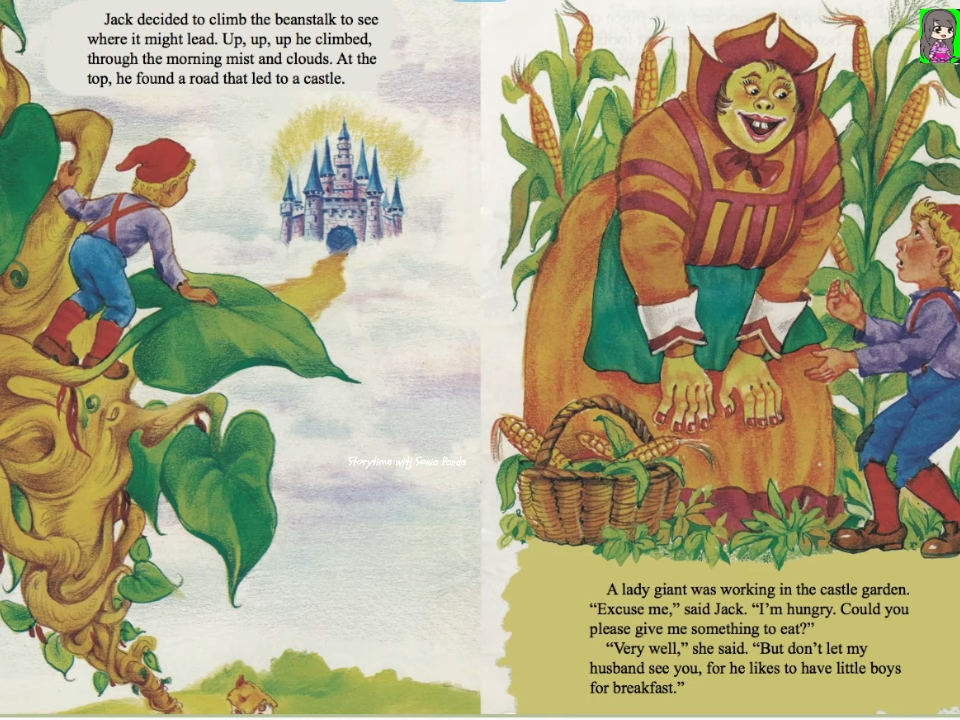 Jack decided to climb the beanstalk to see
where it might lead. Up, up, up he climbed,
through the morning mist and clouds. At the
top, he found a road that led to a castle.
Storytime witj Sonia Panda
A lady giant was working in the castle garden.
“Excuse me,” said Jack. “I’m hungry. Could you
please give me something to eat?”
“Very well,” she said. “But don’t let my
husband see you, for he likes to have little boys
for breakfast.”